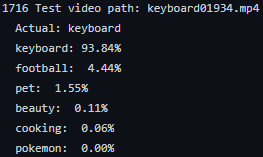 1716 Test video path: keyboard01934.mp4
Actual: keyboard
keyboard: 93.84%
football: 4.44%
pet: 1.55%
beauty: 0.11%
cooking: 0.06%
pokemon: 0.00%